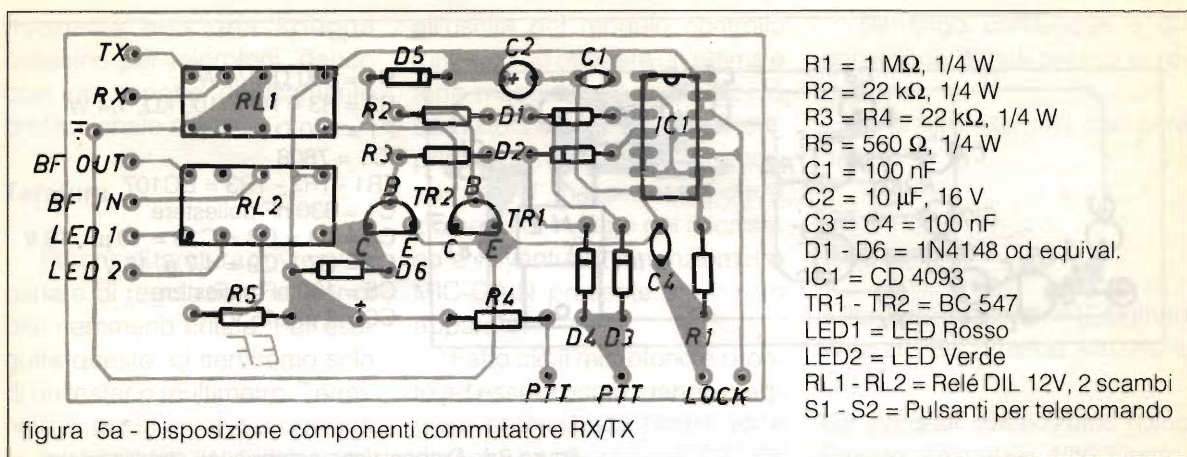 TX
RX
BF OUT
BF IN
LED 1
LED 2
RL1
RL2
D5
C2
C1
R2
D1
IC1
R3
D2
B
TR2
B
TR1
C
E
C
E
D6
C4
R5
+
R4
D4
D3
R1
PTT
PTT
LOCK
R1 = 1 MΩ, 1/4 W
R2 = 22 kΩ, 1/4 W
R3 = R4 = 22 kΩ, 1/4 W
R5 = 560 Ω, 1/4 W
C1 = 100 nF
C2 = 10 µF, 16 V
C3 = C4 = 100 nF
D1 - D6 = 1N4148 od equival.
IC1 = CD 4093
TR1 - TR2 = BC 547
LED1 = LED Rosso
LED2 = LED Verde
RL1 - RL2 = Relé DIL 12V, 2 scambi
S1 - S2 = Pulsanti per telecomando
figura 5a - Disposizione componenti commutatore RX/TX